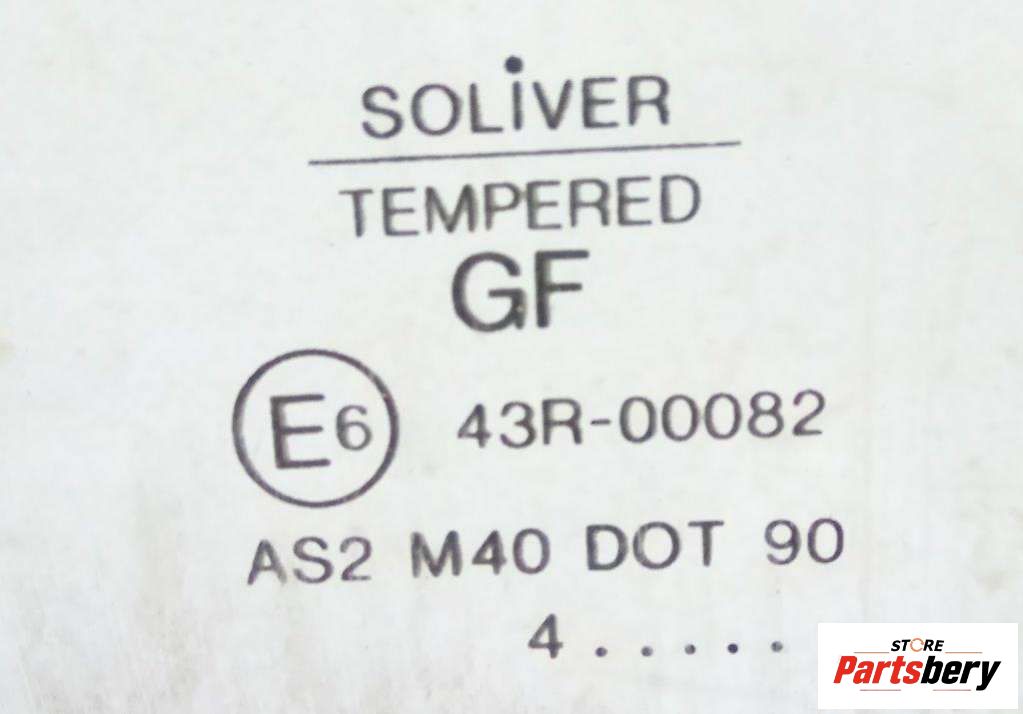 SOLiVER
TEMPERED
GF
E6 43R-00082
AS2 M40 DOT 90
4.....
STORE
Partsbery